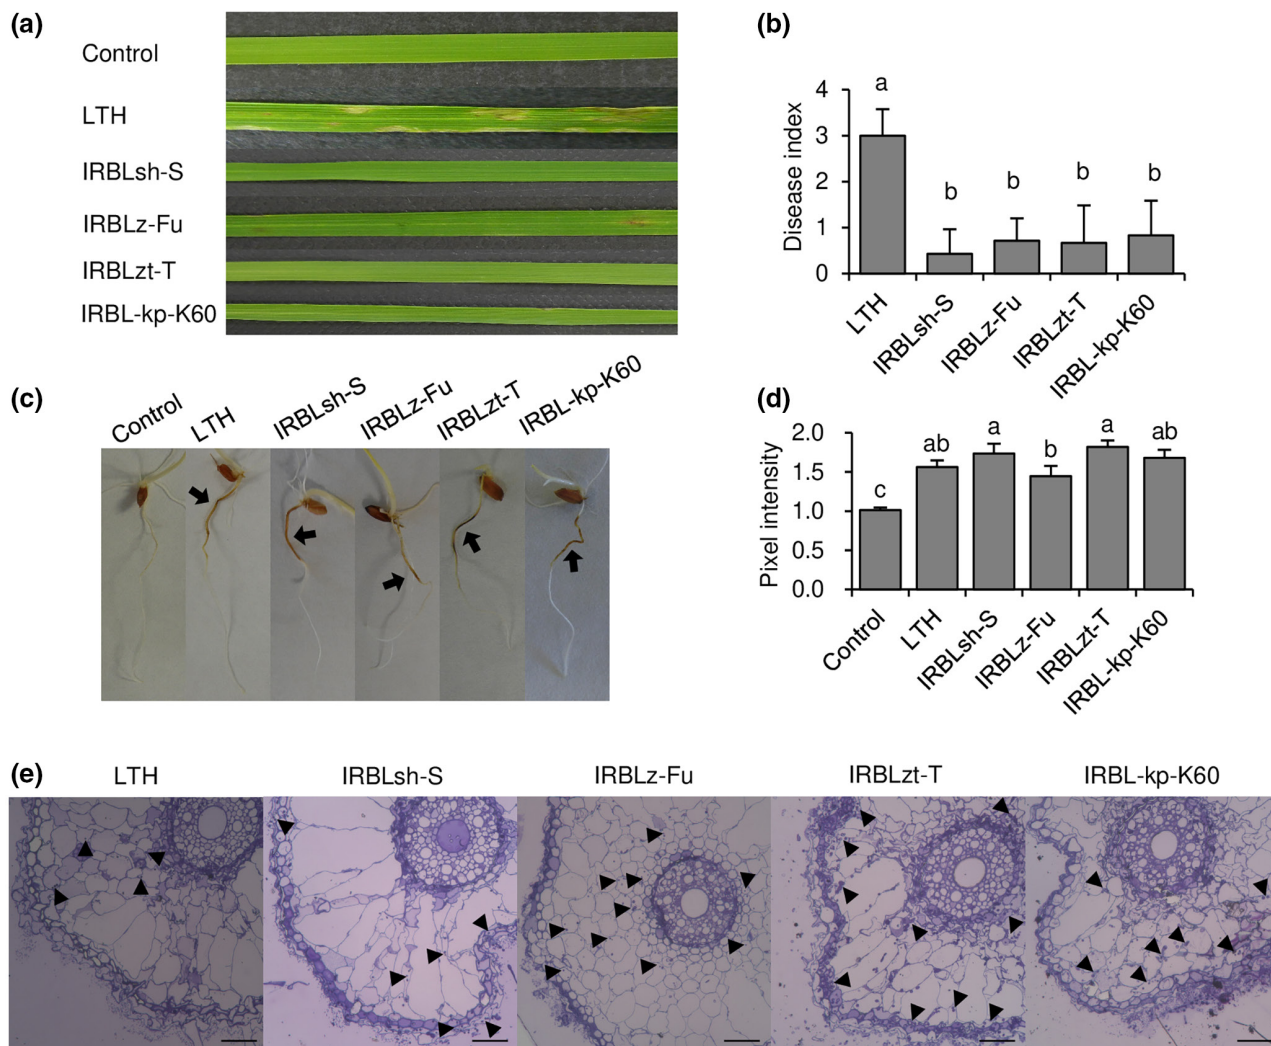 (a)
Control
LTH
IRBLsh-S
IRBLz-Fu
IRBLzt-T
IRBL-kp-K60
(b)
Disease index
4
3
2
1
0
a
b
b
b
b
LTH
IRBLsh-S
IRBLz-Fu
IRBLzt-T
IRBL-kp-K60
(c)
Control
LTH
IRBLsh-S
IRBLz-Fu
IRBLzt-T
IRBL-kp-K60
(d)
Pixel intensity
2.0
1.5
1.0
0.5
0.0
c
ab
a
b
a
ab
Control
LTH
IRBLsh-S
IRBLz-Fu
IRBLzt-T
IRBL-kp-K60
(e)
LTH
IRBLsh-S
IRBLz-Fu
IRBLzt-T
IRBL-kp-K60